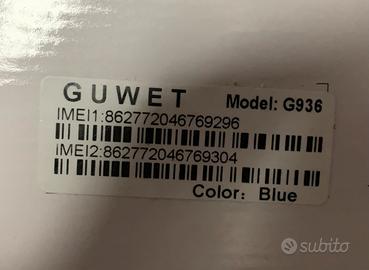 GUWET Model: G936
IMEI1:862772046769296
IMEI2:862772046769304
Color: Blue
subito